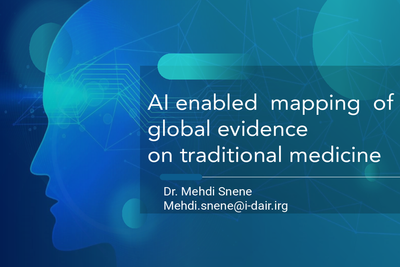 AI enabled mapping of
global evidence
on traditional medicine
Dr. Mehdi Snene
Mehdi.snene@i-dair.irg